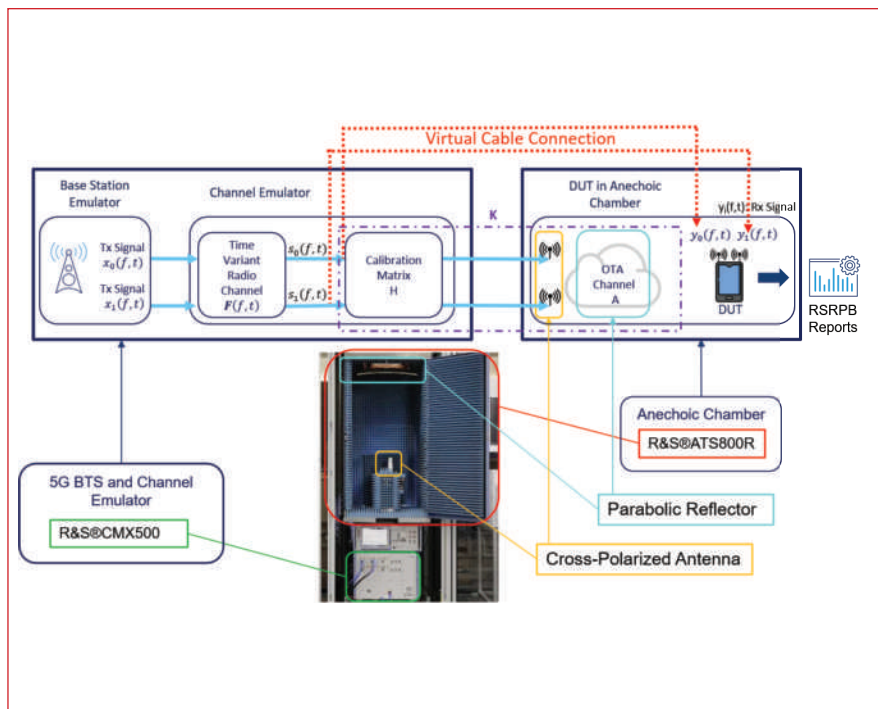 Virtual Cable Connection
Base Station
Emulator
Channel Emulator
DUT in Anechoic
Chamber
K
yᵢ(f,t): Rx Signal
Tx Signal
x₀(f,t)
Tx Signal
x₁(f,t)
Time
Variant
Radio
Channel
F(f,t)
s₀(f,t)
s₁(f,t)
Calibration
Matrix
H
OTA
Channel
A
y₀(f,t) y₁(f,t)
DUT
RSRPB
Reports
5G BTS and Channel
Emulator
R&S®CMX500
Anechoic Chamber
R&S®ATS800R
Parabolic Reflector
Cross-Polarized Antenna